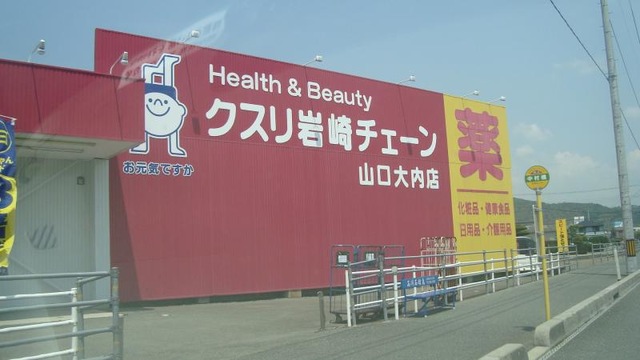 Health & Beauty
クスリ岩崎チェーン
山口大内店
お元気ですか
薬
化粧品・健康食品
日用品・介護用品